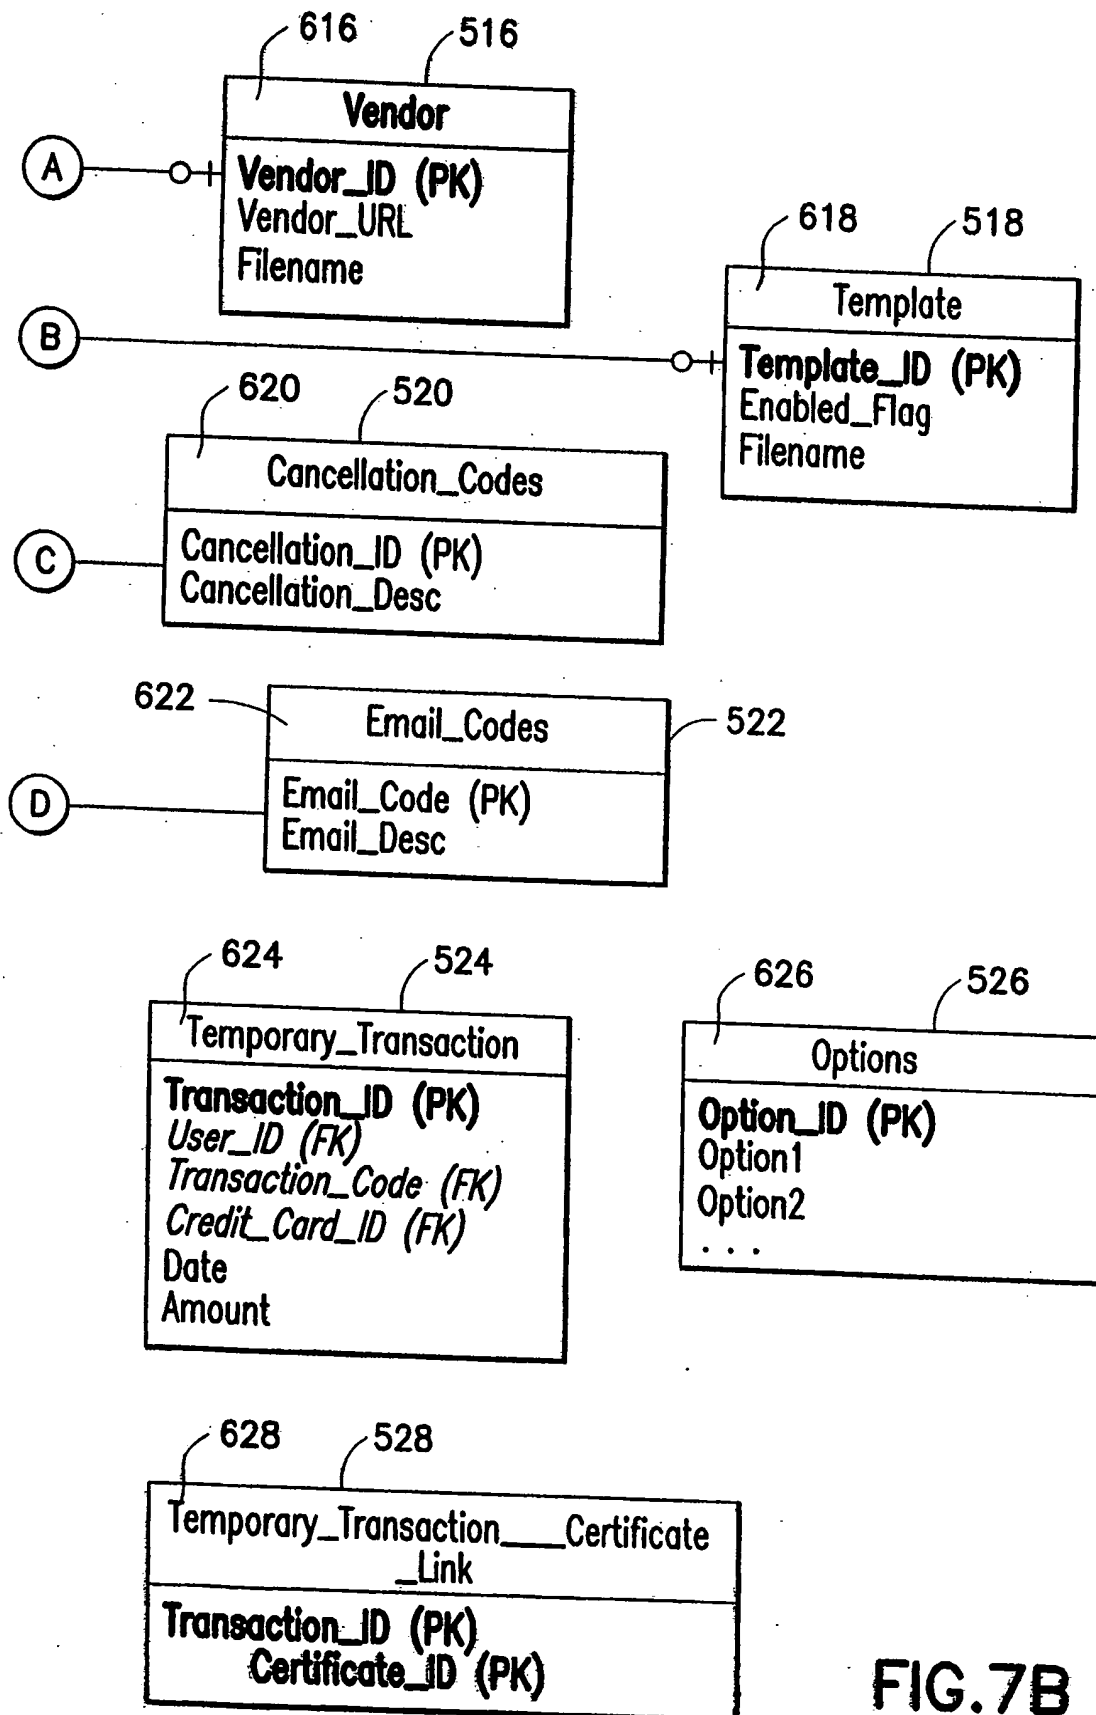 616
516
Vendor
A
Vendor_ID (PK)
Vendor_URL
Filename
618
518
Template
B
Template_ID (PK)
Enabled_Flag
Filename
620
520
Cancellation_Codes
C
Cancellation_ID (PK)
Cancellation_Desc
622
Email_Codes
522
D
Email_Code (PK)
Email_Desc
624
524
Temporary_Transaction
Transaction_ID (PK)
User_ID (FK)
Transaction_Code (FK)
Credit_Card_ID (FK)
Date
Amount
626
526
Options
Option_ID (PK)
Option1
Option2
. . .
628
528
Temporary_Transaction___Certificate
_Link
Transaction_ID (PK)
Certificate_ID (PK)
FIG.7B